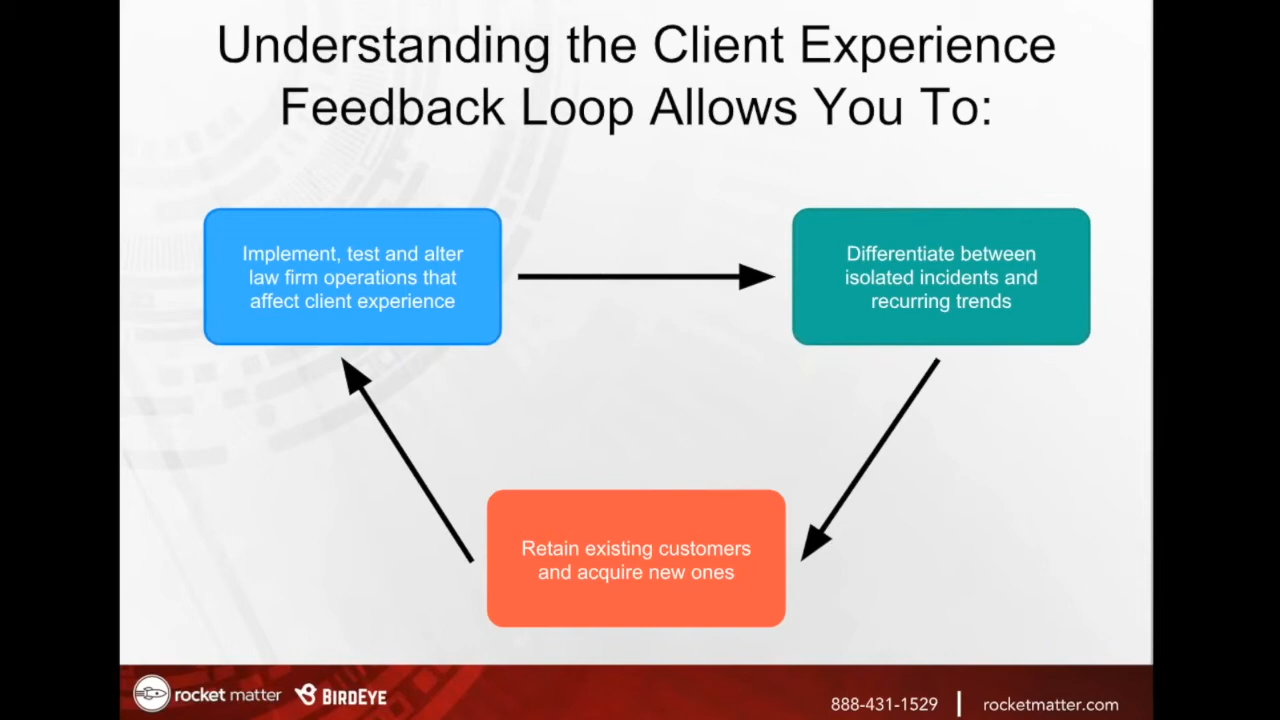 Understanding the Client Experience
Feedback Loop Allows You To:
Implement, test and alter
law firm operations that
affect client experience
Differentiate between
isolated incidents and
recurring trends
Retain existing customers
and acquire new ones
rocket matter
BIRDEYE
888-431-1529
rocketmatter.com